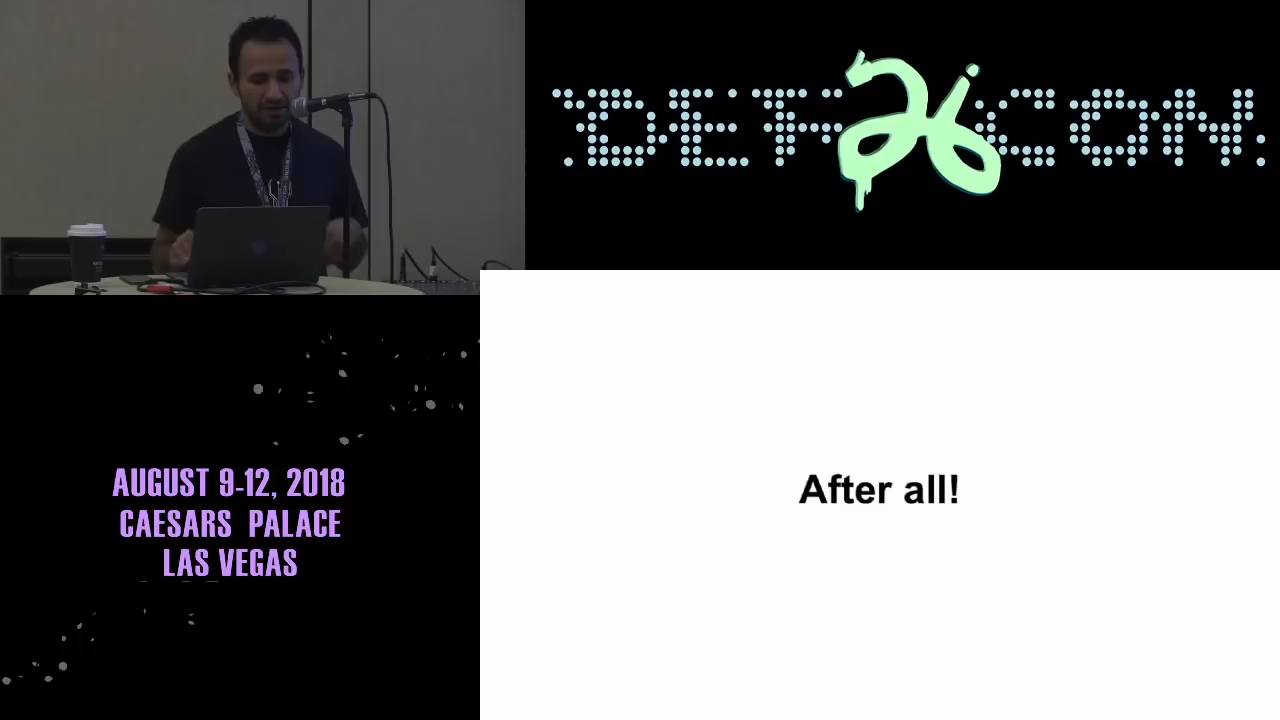 DEF 26 CON
AUGUST 9-12, 2018
CAESARS PALACE
LAS VEGAS
After all!